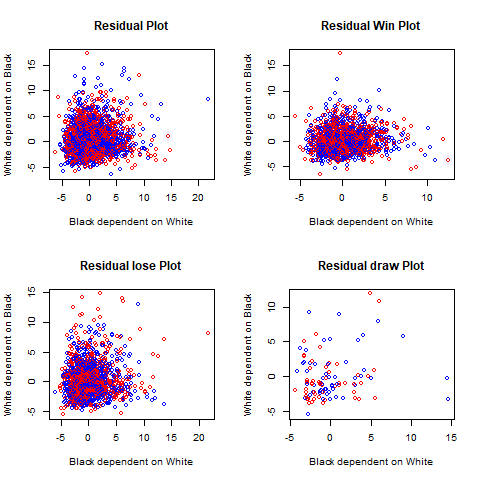 Residual Plot
White dependent on Black
-5 0 5 10 15
-5 0 5 10 15 20
Black dependent on White
Residual Win Plot
White dependent on Black
-5 0 5 10 15
-5 0 5 10
Black dependent on White
Residual lose Plot
White dependent on Black
-5 0 5 10 15
-5 0 5 10 15 20
Black dependent on White
Residual draw Plot
White dependent on Black
-5 0 5 10
-5 0 5 10 15
Black dependent on White